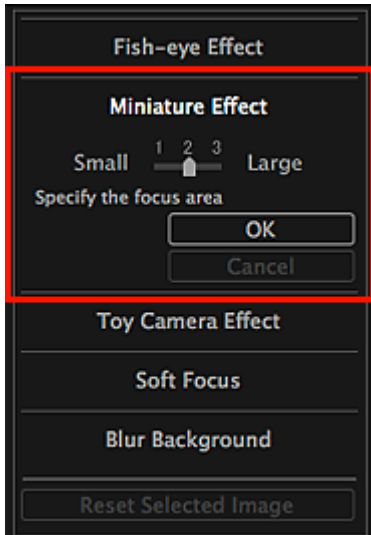 Fish-eye Effect
Miniature Effect
1 2 3
Small Large
Specify the focus area
OK
Cancel
Toy Camera Effect
Soft Focus
Blur Background
Reset Selected Image